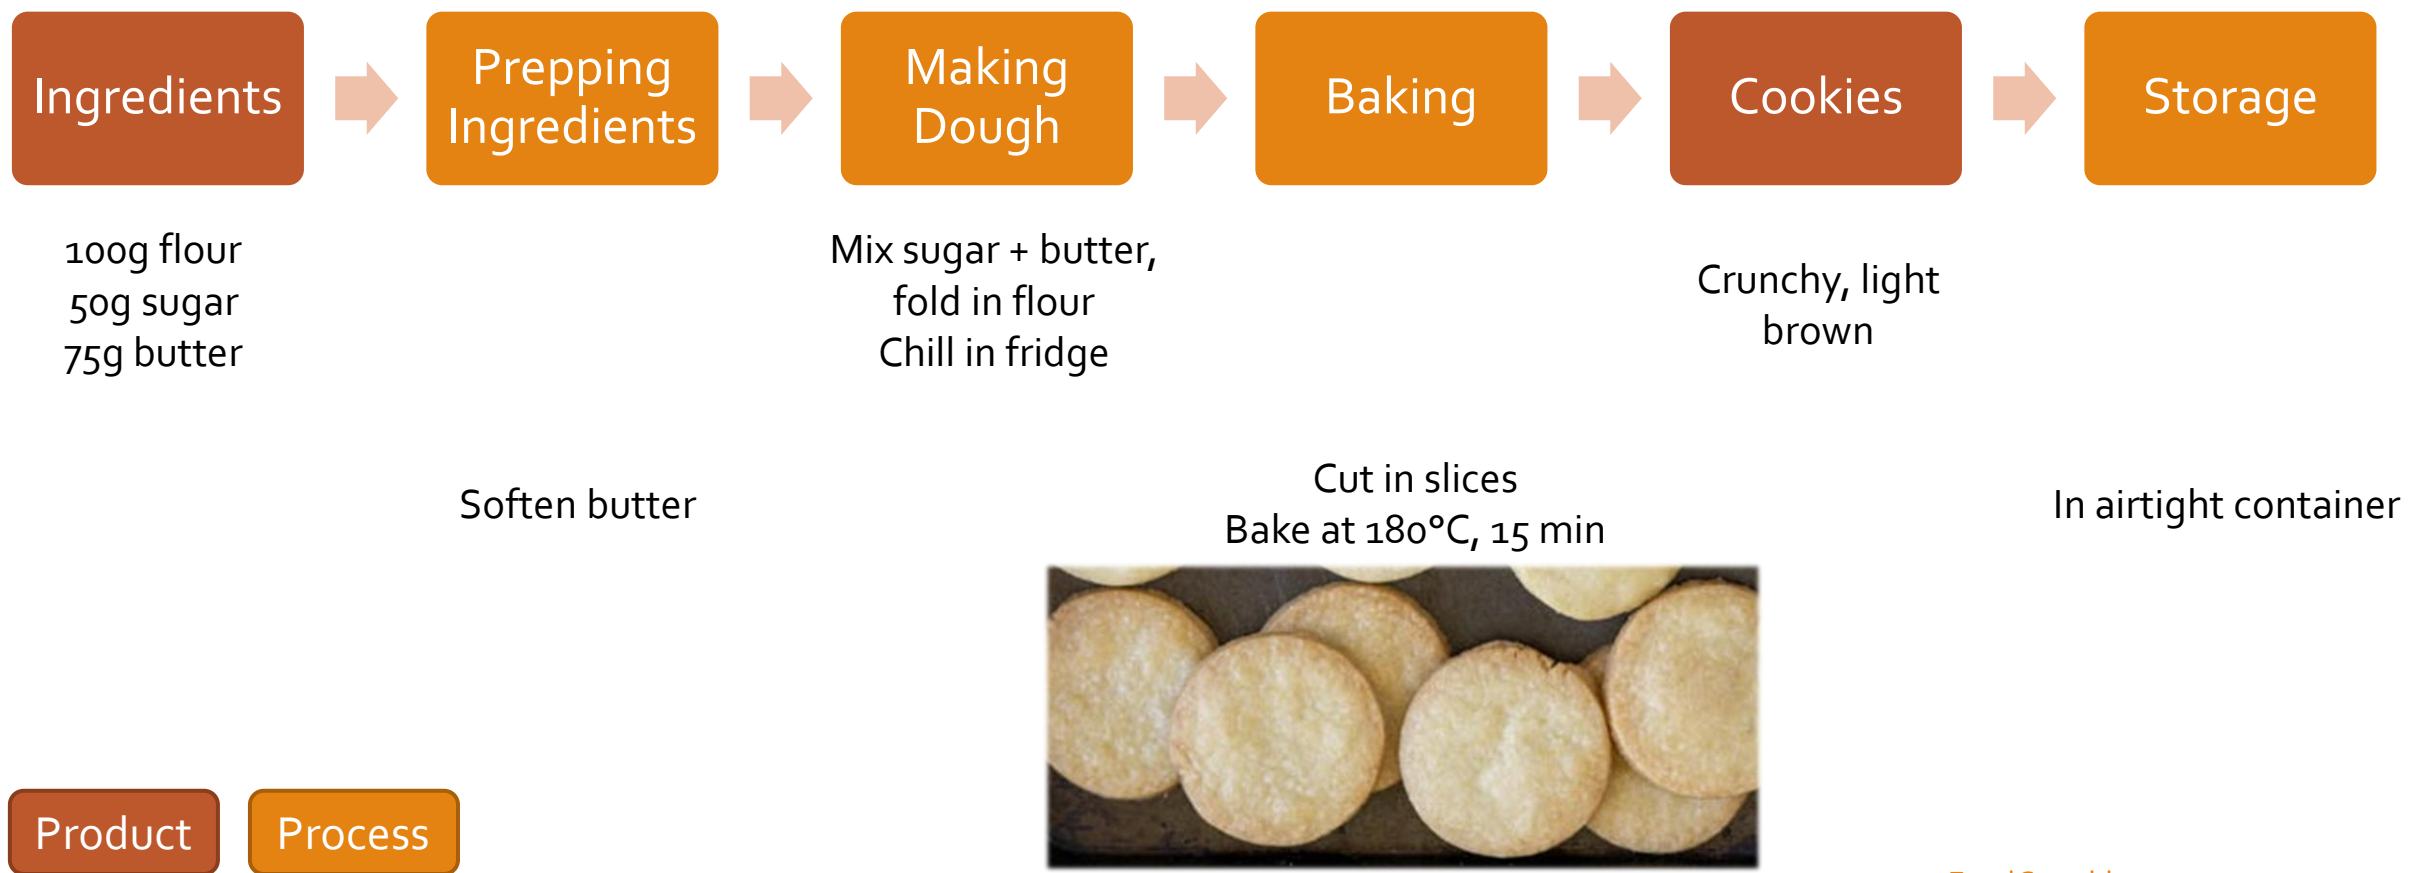 Ingredients
Prepping
Ingredients
Making
Dough
Baking
Cookies
Storage
100g flour
50g sugar
75g butter
Mix sugar + butter,
fold in flour
Chill in fridge
Crunchy, light
brown
Soften butter
Cut in slices
Bake at 180°C, 15 min
In airtight container
Product
Process